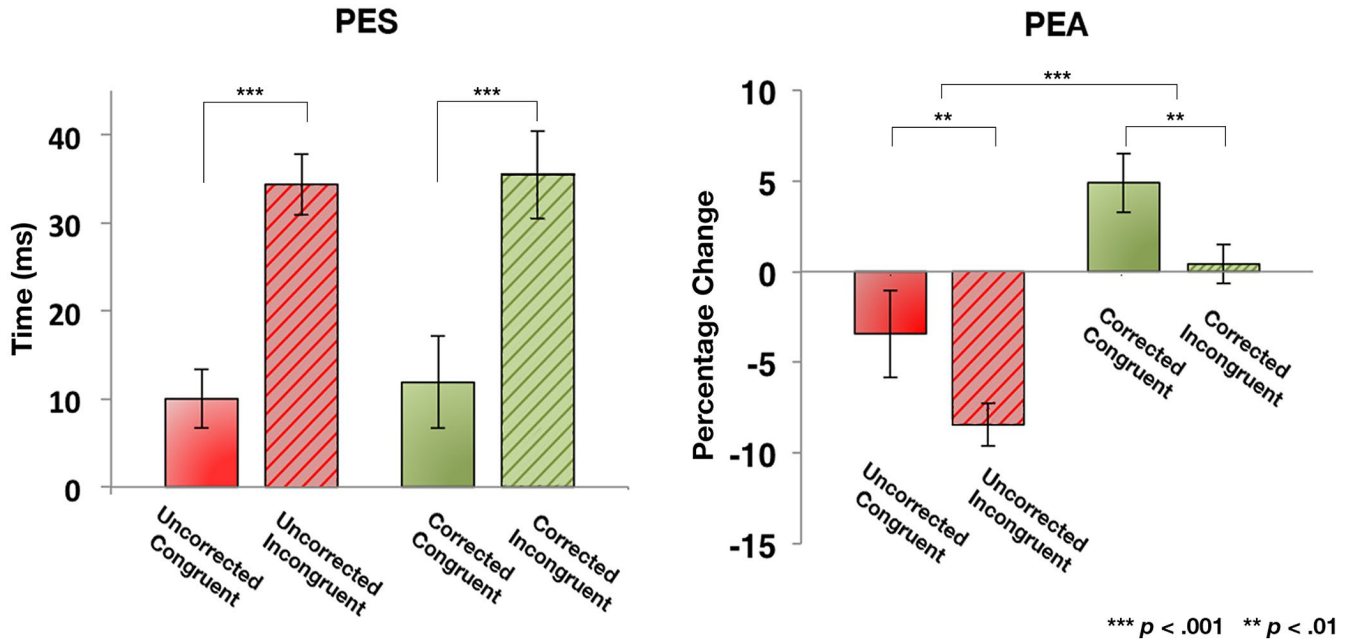 PES
***
***
40
30
20
10
0
Time (ms)
Uncorrected
Congruent
Uncorrected
Incongruent
Corrected
Congruent
Corrected
Incongruent
PEA
***
**
**
10
5
0
-5
-10
-15
Percentage Change
Uncorrected
Congruent
Uncorrected
Incongruent
Corrected
Congruent
Corrected
Incongruent
*** p < .001 ** p < .01